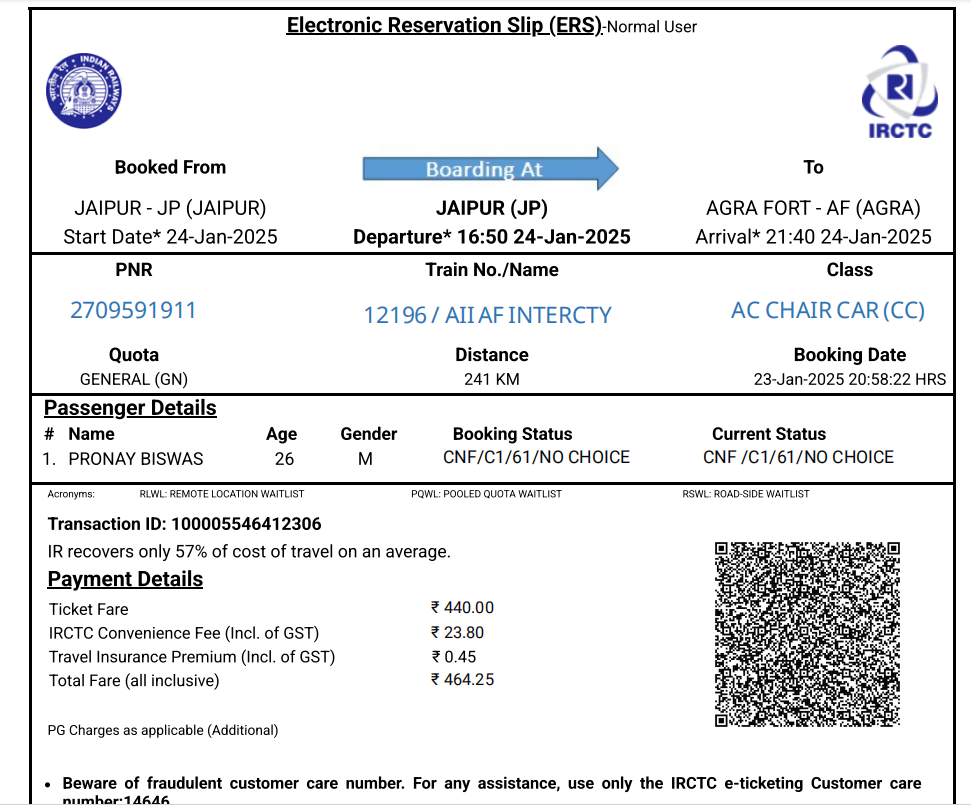 Electronic Reservation Slip (ERS)-Normal User
INDIAN RAILWAYS
भारतीय रेल
IRCTC
Booked From
Boarding At
To
JAIPUR - JP (JAIPUR)
JAIPUR (JP)
AGRA FORT - AF (AGRA)
Start Date* 24-Jan-2025
Departure* 16:50 24-Jan-2025
Arrival* 21:40 24-Jan-2025
PNR
Train No./Name
Class
2709591911
12196 / AII AF INTERCTY
AC CHAIR CAR (CC)
Quota
Distance
Booking Date
GENERAL (GN)
241 KM
23-Jan-2025 20:58:22 HRS
Passenger Details
# Name Age Gender Booking Status Current Status
1. PRONAY BISWAS 26 M CNF/C1/61/NO CHOICE CNF /C1/61/NO CHOICE
Acronyms: RLWL: REMOTE LOCATION WAITLIST PQWL: POOLED QUOTA WAITLIST RSWL: ROAD-SIDE WAITLIST
Transaction ID: 100005546412306
IR recovers only 57% of cost of travel on an average.
Payment Details
Ticket Fare ₹ 440.00
IRCTC Convenience Fee (Incl. of GST) ₹ 23.80
Travel Insurance Premium (Incl. of GST) ₹ 0.45
Total Fare (all inclusive) ₹ 464.25
PG Charges as applicable (Additional)
• Beware of fraudulent customer care number. For any assistance, use only the IRCTC e-ticketing Customer care
number:14646